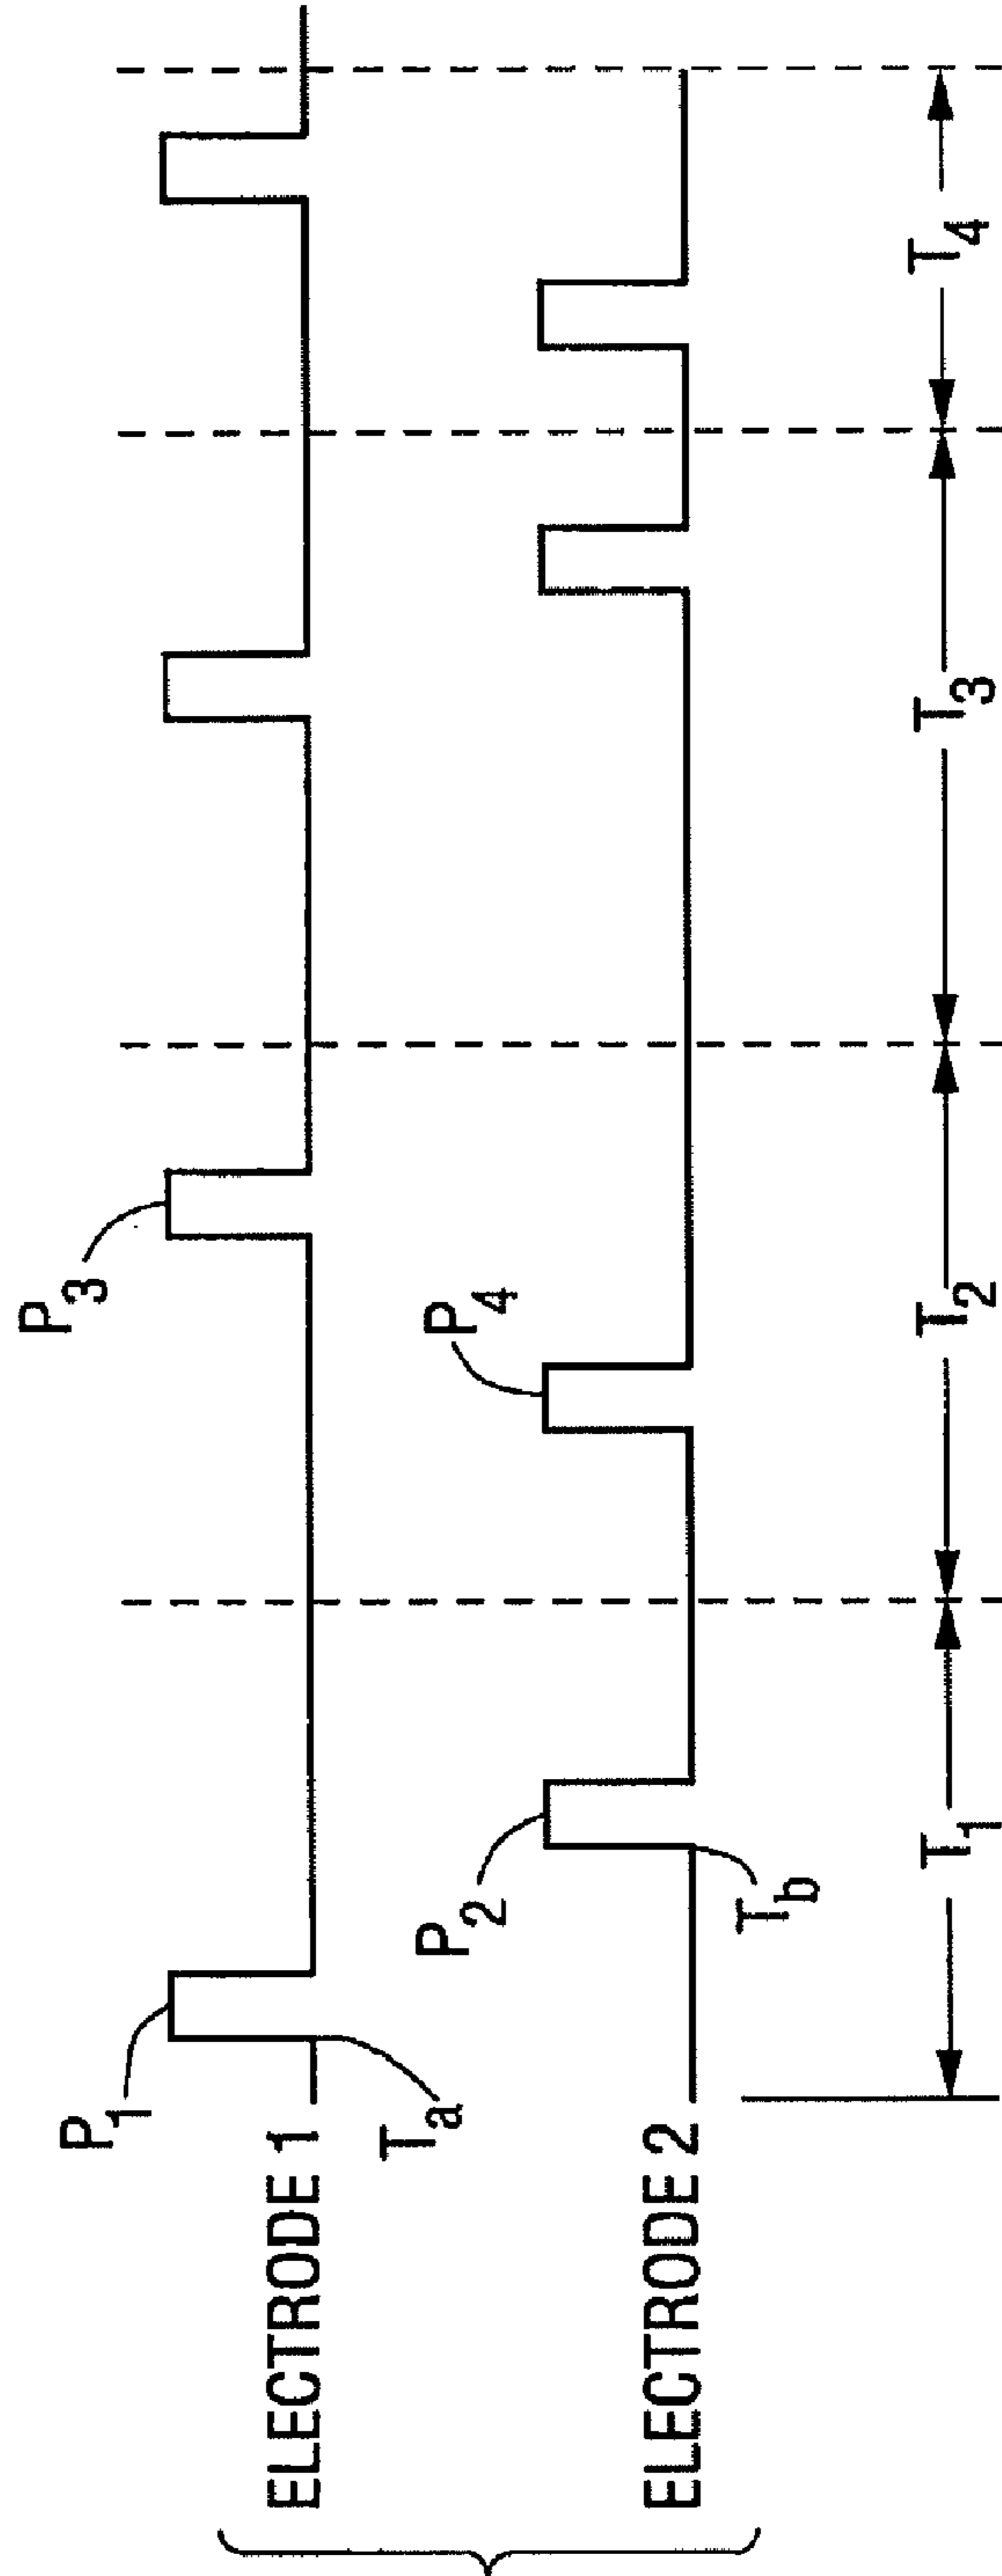 P1
P3
ELECTRODE 1
Ta
P2
P4
ELECTRODE 2
Tb
T1
T2
T3
T4